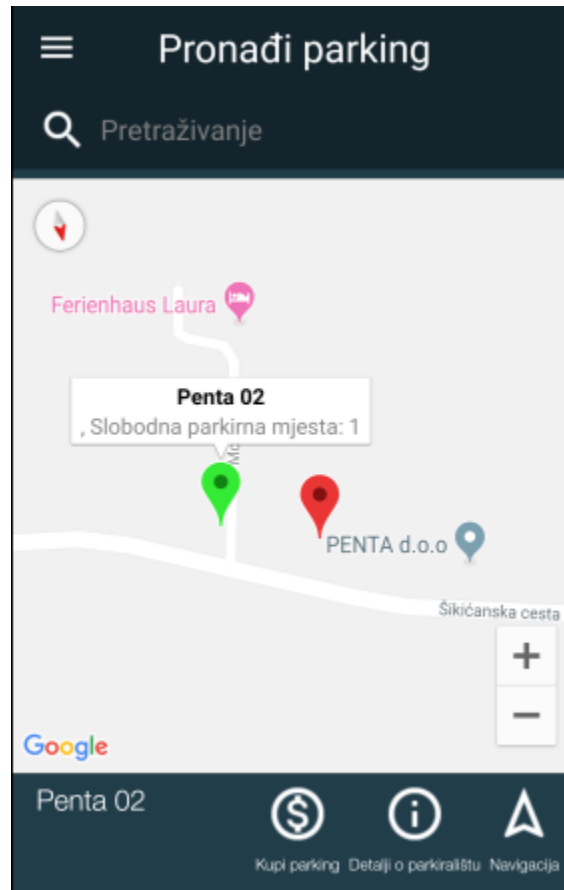 Pronađi parking
Pretraživanje
Ferienhaus Laura
Penta 02
, Slobodna parkirna mjesta: 1
PENTA d.o.o
Šikićanska cesta
+
−
Google
Penta 02
Kupi parking
Detalji o parkiralištu
Navigacija